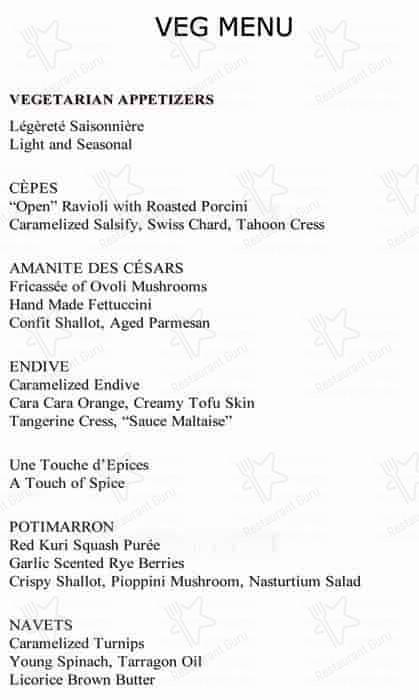 VEG MENU
VEGETARIAN APPETIZERS
Légèreté Saisonnière
Light and Seasonal
CÈPES
“Open” Ravioli with Roasted Porcini
Caramelized Salsify, Swiss Chard, Tahoon Cress
AMANITE DES CÉSARS
Fricassée of Ovoli Mushrooms
Hand Made Fettuccini
Confit Shallot, Aged Parmesan
ENDIVE
Caramelized Endive
Cara Cara Orange, Creamy Tofu Skin
Tangerine Cress, “Sauce Maltaise”
Une Touche d’Epices
A Touch of Spice
POTIMARRON
Red Kuri Squash Purée
Garlic Scented Rye Berries
Crispy Shallot, Pioppini Mushroom, Nasturtium Salad
NAVETS
Caramelized Turnips
Young Spinach, Tarragon Oil
Licorice Brown Butter
Restaurant Guru